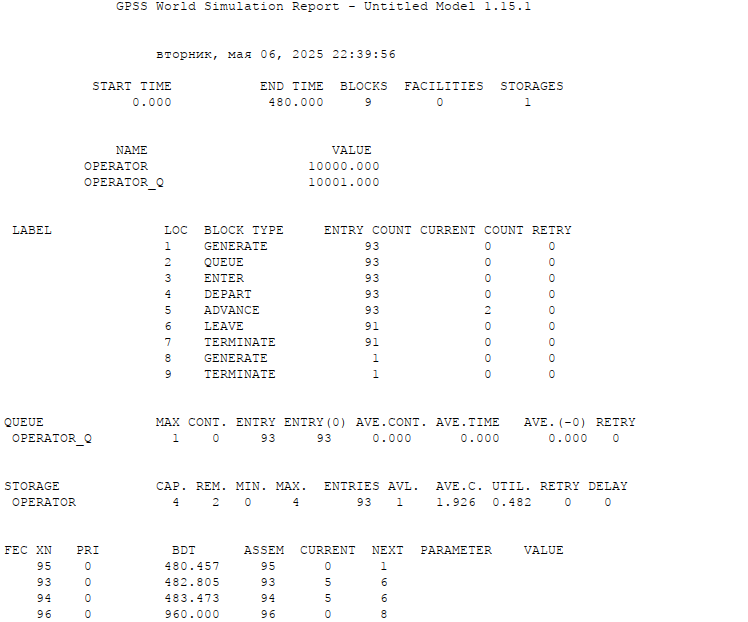 GPSS World Simulation Report - Untitled Model 1.15.1
вторник, мая 06, 2025 22:39:56
START TIME END TIME BLOCKS FACILITIES STORAGES
0.000 480.000 9 0 1
NAME VALUE
OPERATOR 10000.000
OPERATOR_Q 10001.000
LABEL LOC BLOCK TYPE ENTRY COUNT CURRENT COUNT RETRY
1 GENERATE 93 0 0
2 QUEUE 93 0 0
3 ENTER 93 0 0
4 DEPART 93 0 0
5 ADVANCE 93 2 0
6 LEAVE 91 0 0
7 TERMINATE 91 0 0
8 GENERATE 1 0 0
9 TERMINATE 1 0 0
QUEUE MAX CONT. ENTRY ENTRY(0) AVE.CONT. AVE.TIME AVE.(-0) RETRY
OPERATOR_Q 1 0 93 93 0.000 0.000 0.000 0
STORAGE CAP. REM. MIN. MAX. ENTRIES AVL. AVE.C. UTIL. RETRY DELAY
OPERATOR 4 2 0 4 93 1 1.926 0.482 0 0
FEC XN PRI BDT ASSEM CURRENT NEXT PARAMETER VALUE
95 0 480.457 95 0 1
93 0 482.805 93 5 6
94 0 483.473 94 5 6
96 0 960.000 96 0 8